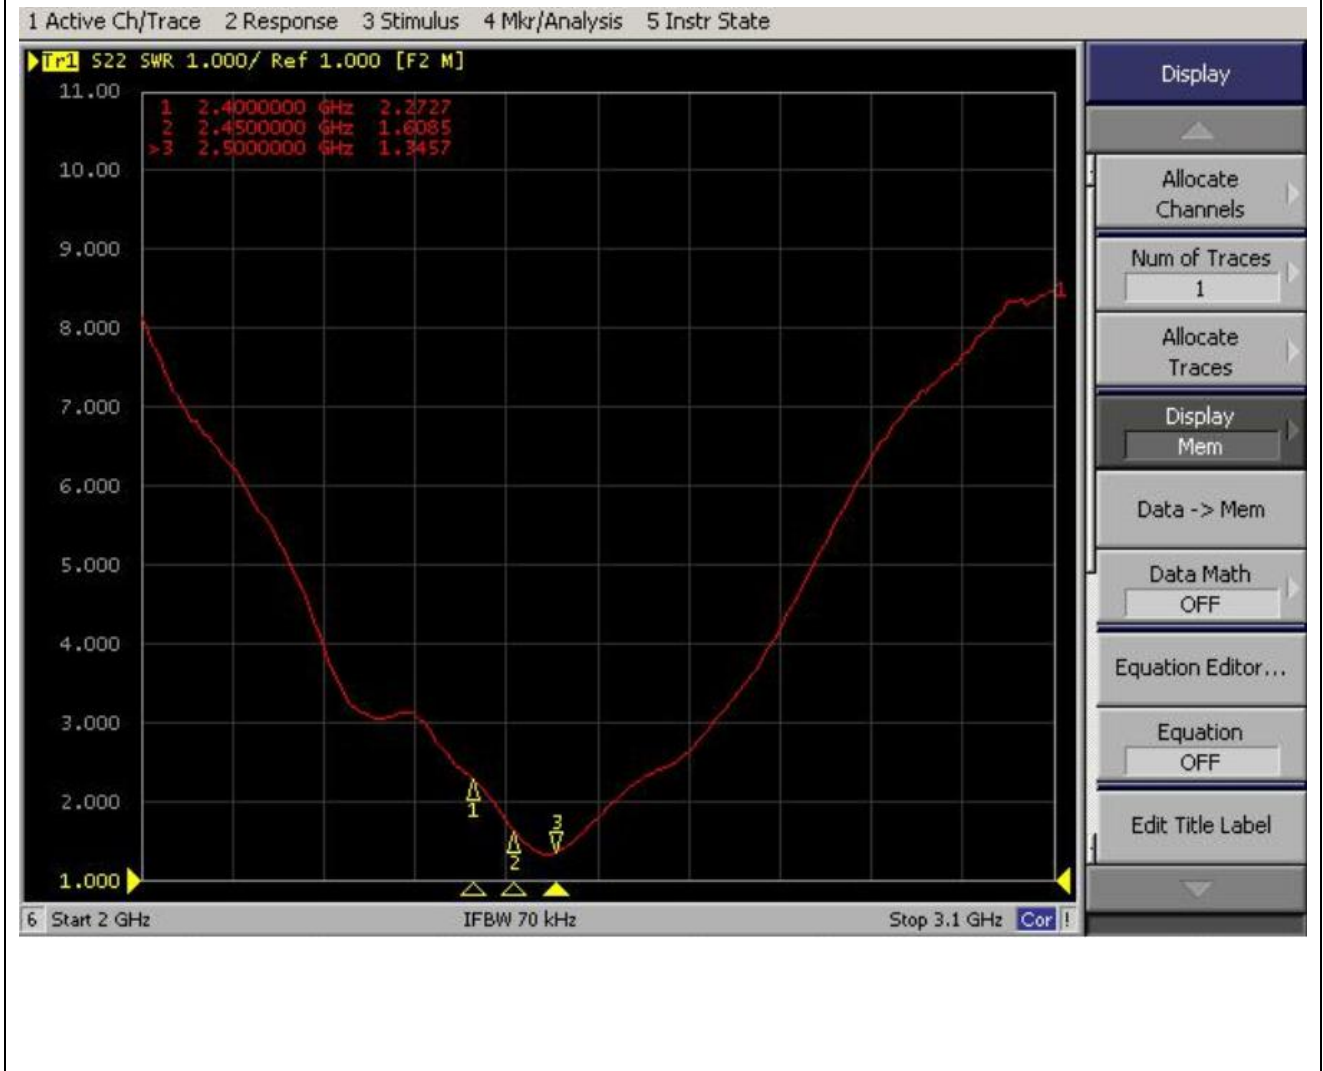 1 Active Ch/Trace 2 Response 3 Stimulus 4 Mkr/Analysis 5 Instr State
Tr1 S22 SWR 1.000/ Ref 1.000 [F2 M]
11.00
10.00
9.000
8.000
7.000
6.000
5.000
4.000
3.000
2.000
1.000
1 2.4000000 GHz 2.2727
2 2.4500000 GHz 1.6085
>3 2.5000000 GHz 1.3457
1
1
2
3
6 Start 2 GHz IFBW 70 kHz Stop 3.1 GHz Cor !
Display
Allocate
Channels
Num of Traces
1
Allocate
Traces
Display
Mem
Data -> Mem
Data Math
OFF
Equation Editor...
Equation
OFF
Edit Title Label